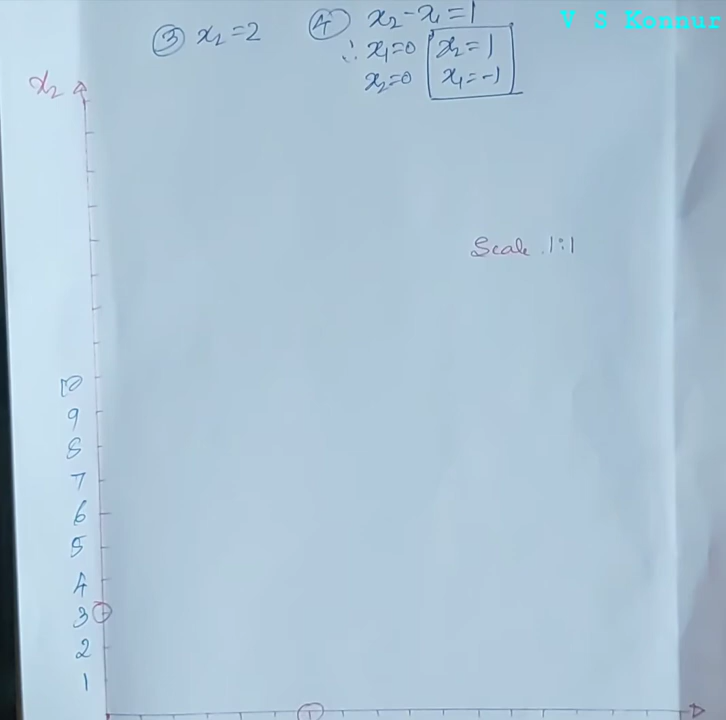 V S Konnur
③ x₂=2 ④ x₂-x₁=1
∴ x₁=0 x₂=1
x₂=0 x₁=-1
x₂
Scale 1:1
10
9
8
7
6
5
4
3
2
1